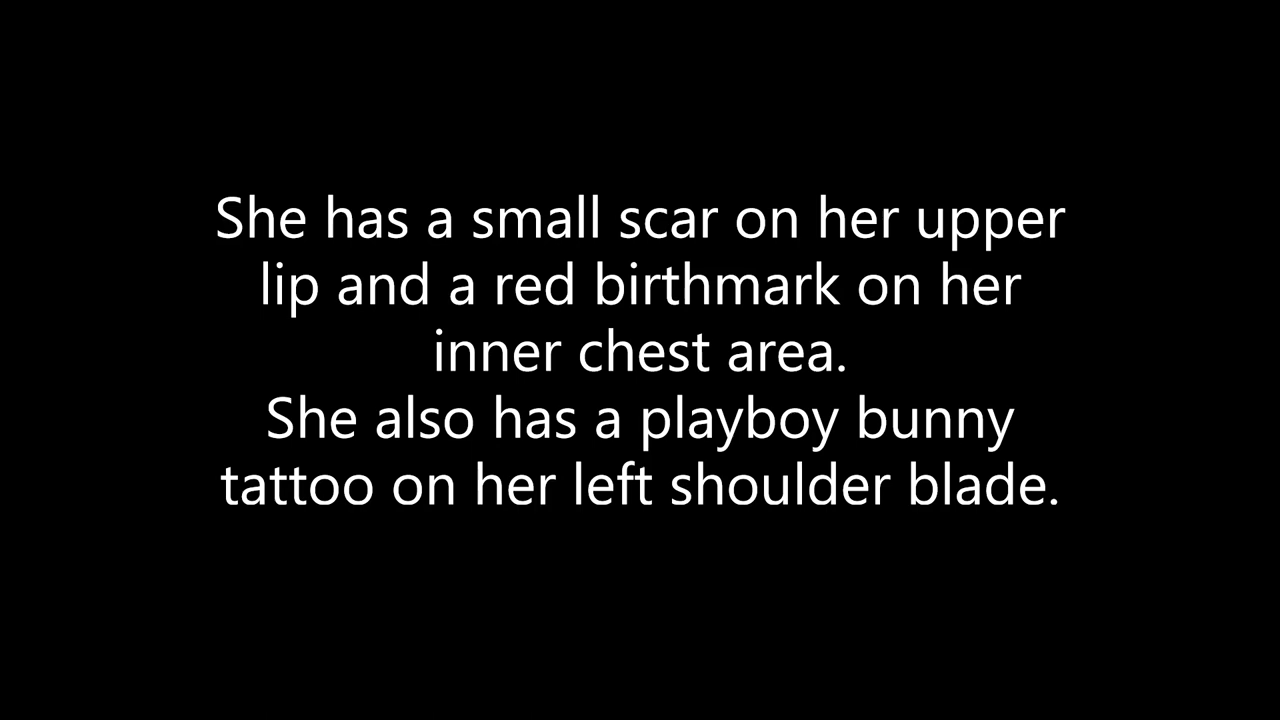 She has a small scar on her upper
lip and a red birthmark on her
inner chest area.
She also has a playboy bunny
tattoo on her left shoulder blade.